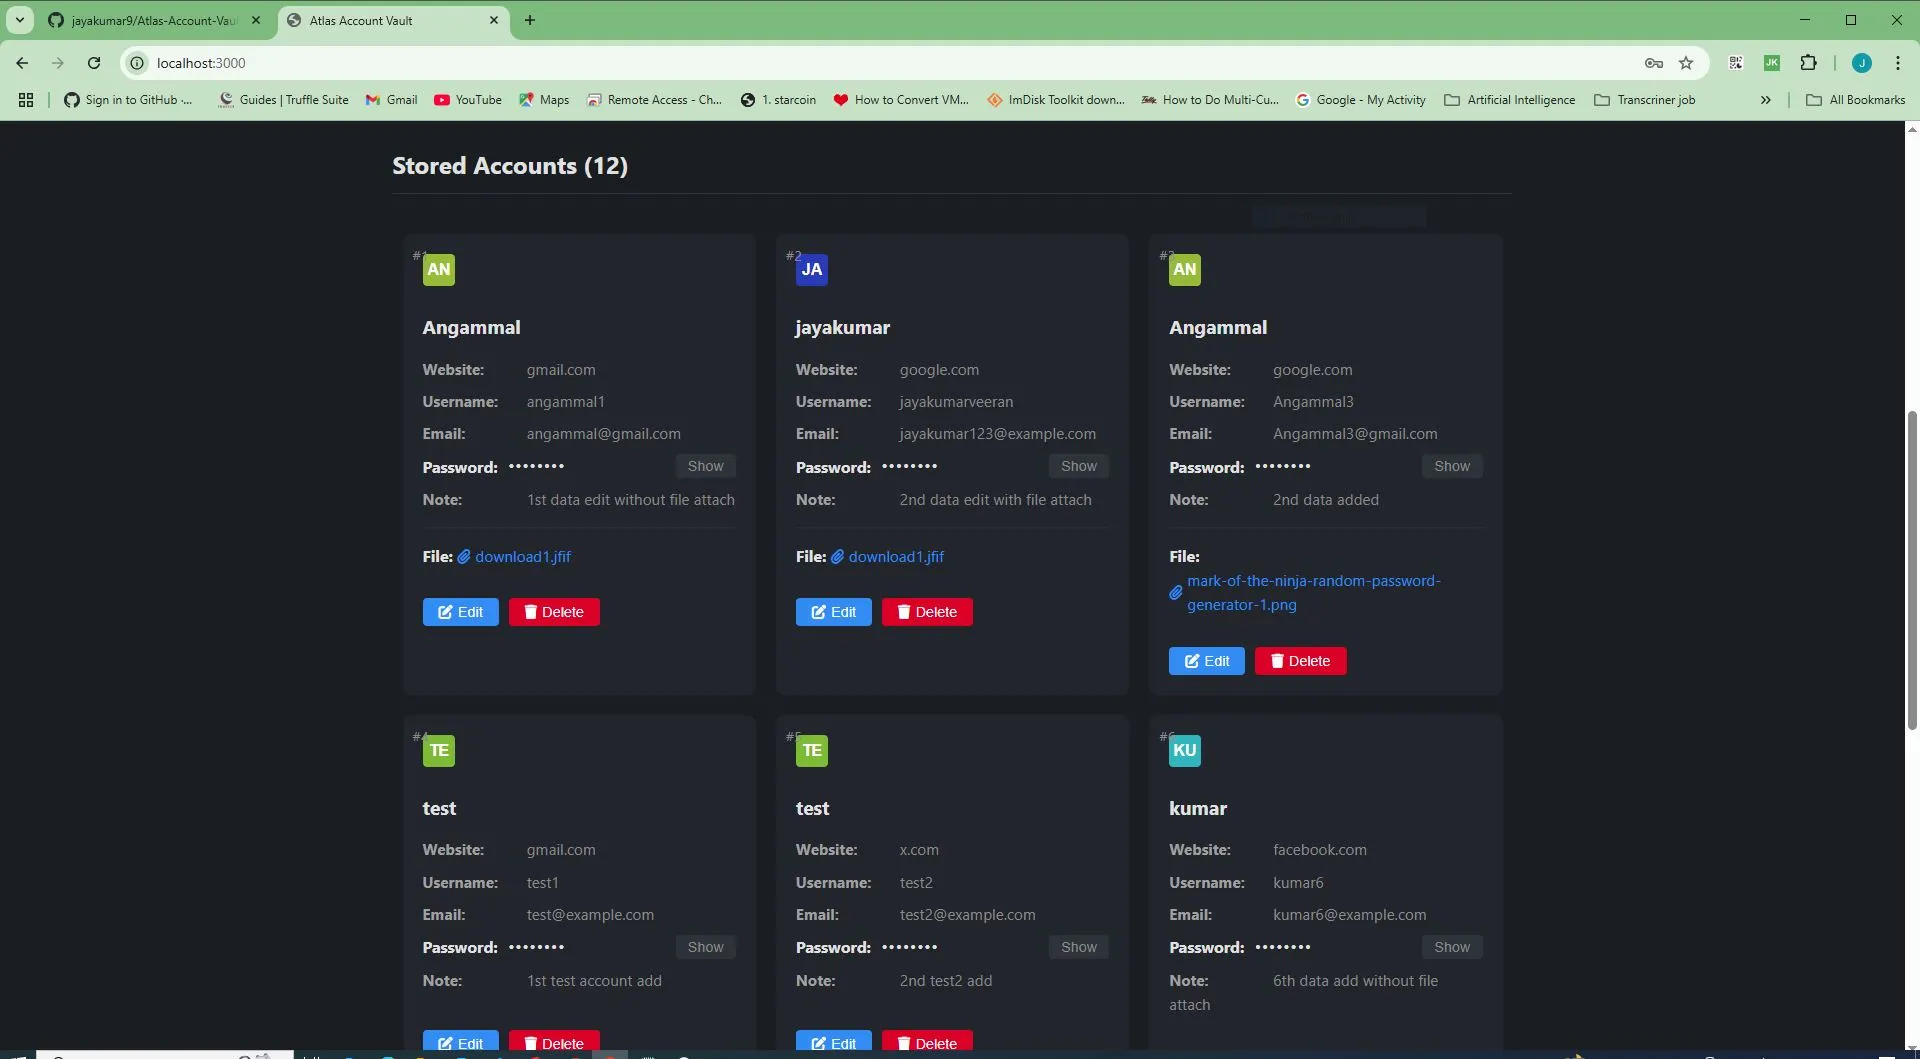 jayakumar9/Atlas-Account-Vau
Atlas Account Vault
localhost:3000
JK
J
Sign in to GitHub ·...
Guides | Truffle Suite
Gmail
YouTube
Maps
Remote Access - Ch...
1. starcoin
How to Convert VM...
ImDisk Toolkit down...
How to Do Multi-Cu...
Google - My Activity
Artificial Intelligence
Transcriner job
All Bookmarks
Stored Accounts (12)
#1
AN
Angammal
Website: gmail.com
Username: angammal1
Email: angammal@gmail.com
Password: •••••••• Show
Note: 1st data edit without file attach
File: download1.jfif
Edit Delete
#2
JA
jayakumar
Website: google.com
Username: jayakumarveeran
Email: jayakumar123@example.com
Password: •••••••• Show
Note: 2nd data edit with file attach
File: download1.jfif
Edit Delete
#3
AN
Angammal
Website: google.com
Username: Angammal3
Email: Angammal3@gmail.com
Password: •••••••• Show
Note: 2nd data added
File:
mark-of-the-ninja-random-password-
generator-1.png
Edit Delete
#4
TE
test
Website: gmail.com
Username: test1
Email: test@example.com
Password: •••••••• Show
Note: 1st test account add
Edit Delete
#5
TE
test
Website: x.com
Username: test2
Email: test2@example.com
Password: •••••••• Show
Note: 2nd test2 add
Edit Delete
#6
KU
kumar
Website: facebook.com
Username: kumar6
Email: kumar6@example.com
Password: •••••••• Show
Note: 6th data add without file
attach